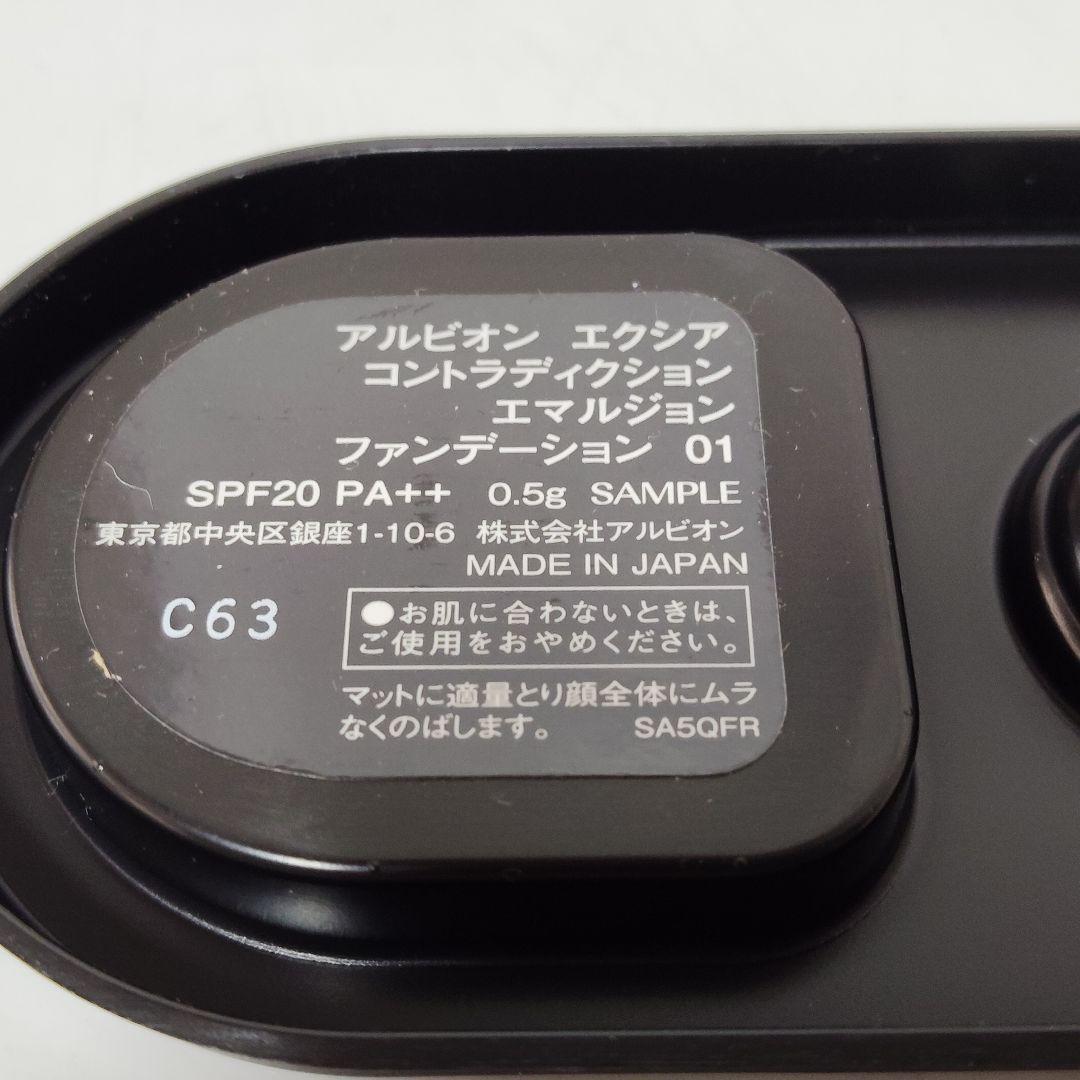 アルビオン エクシア
コントラディクション
エマルジョン
ファンデーション 01
SPF20 PA++ 0.5g SAMPLE
東京都中央区銀座1-10-6 株式会社アルビオン
MADE IN JAPAN
C63
●お肌に合わないときは、
ご使用をおやめください。
マットに適量とり顔全体にムラ
なくのばします。 SA5QFR